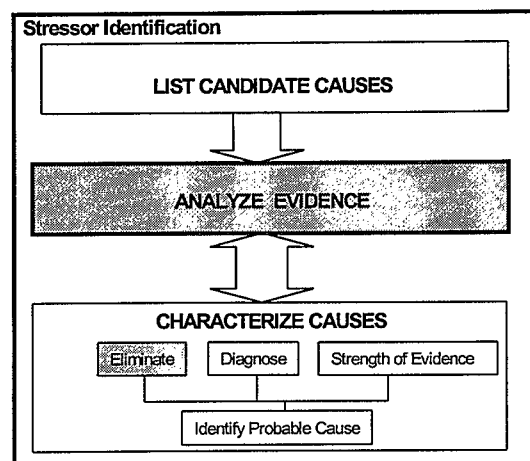 Stressor Identification
LIST CANDIDATE CAUSES
ANALYZE EVIDENCE
CHARACTERIZE CAUSES
Eliminate Diagnose Strength of Evidence
Identify Probable Cause